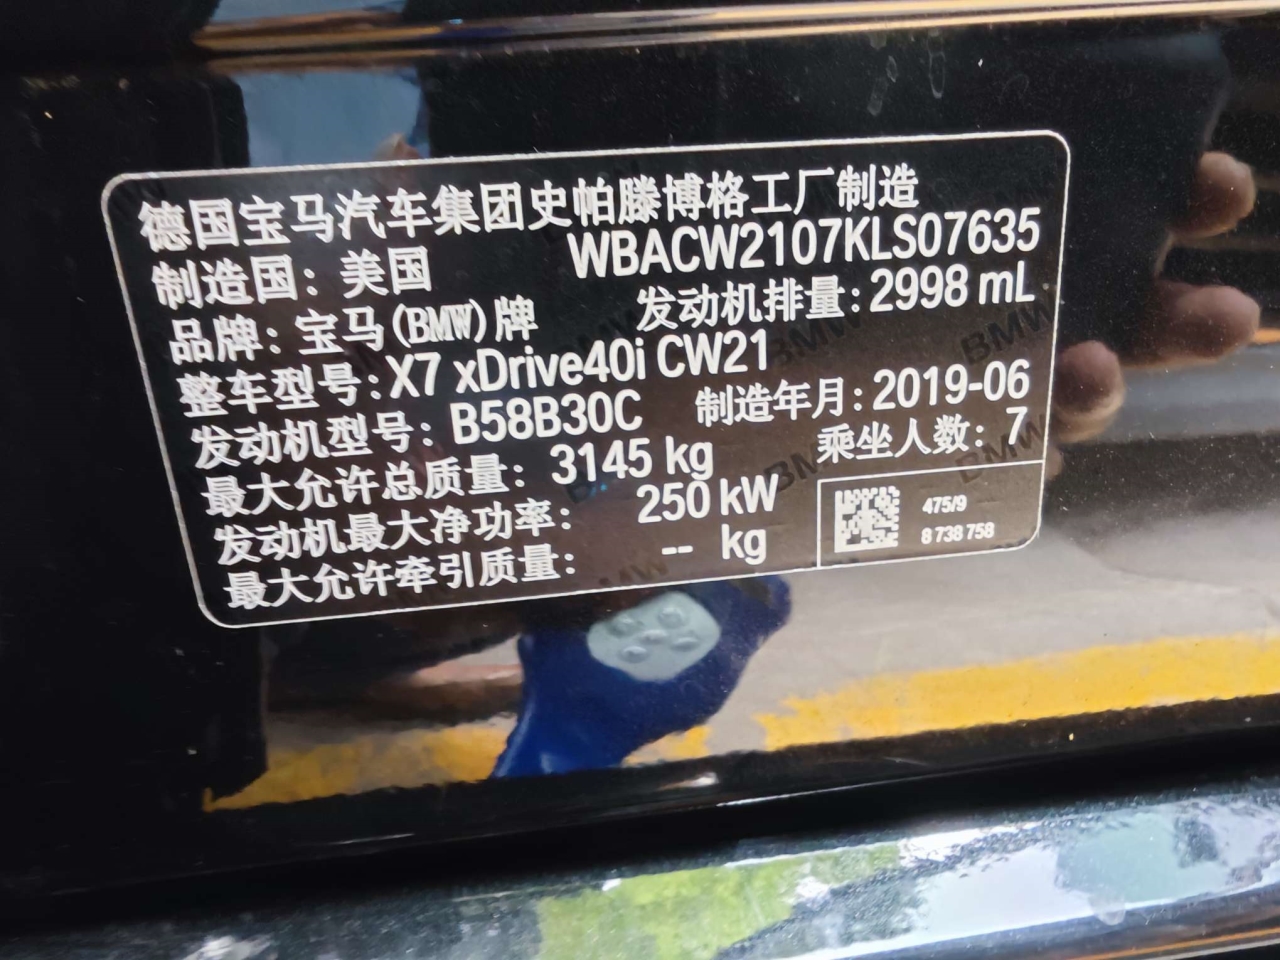 德国宝马汽车集团史帕滕博格工厂制造
制造国：美国 WBACW2107KLS07635
品牌：宝马(BMW)牌 发动机排量：2998 mL
整车型号：X7 xDrive40i CW21
发动机型号：B58B30C 制造年月：2019-06
最大允许总质量：3145 kg 乘坐人数：7
发动机最大净功率：250 kW
最大允许牵引质量：-- kg
475/9
8 738 758